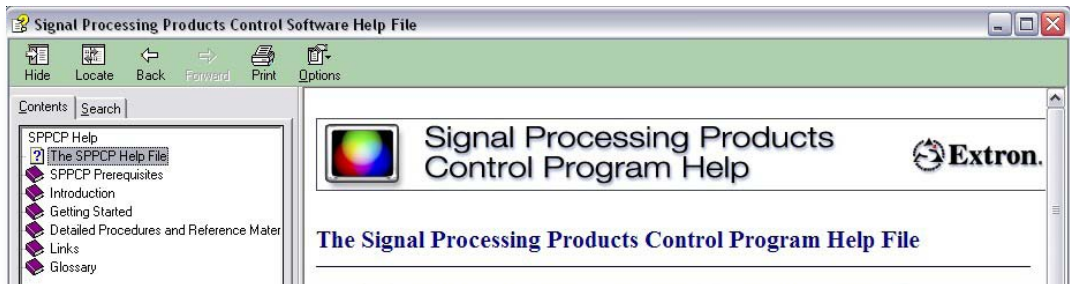 Signal Processing Products Control Software Help File
Hide Locate Back Forward Print Options
Contents Search
SPPCP Help
The SPPCP Help File
SPPCP Prerequisites
Introduction
Getting Started
Detailed Procedures and Reference Mater
Links
Glossary
Signal Processing Products
Control Program Help
Extron.
The Signal Processing Products Control Program Help File